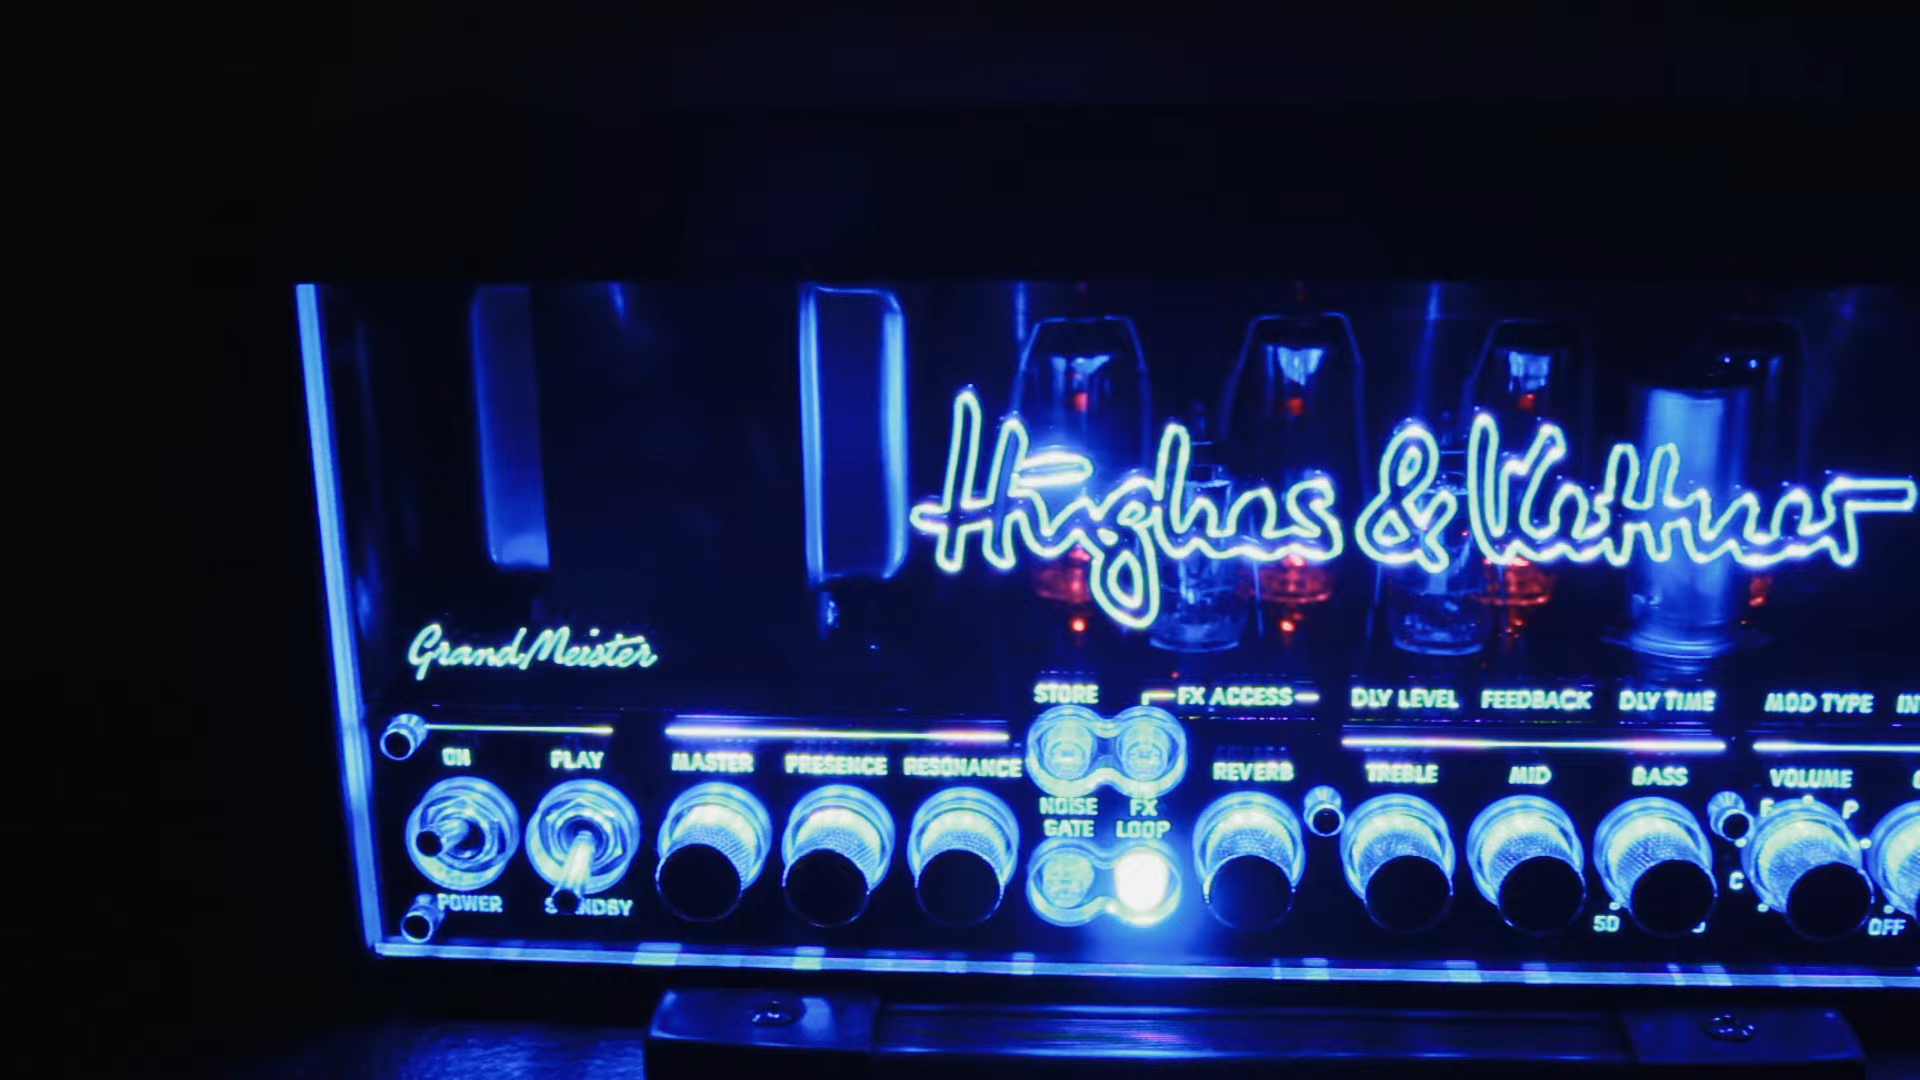 Hughes & Kettner
GrandMeister
STORE FX ACCESS DLY LEVEL FEEDBACK DLY TIME MOD TYPE
ON PLAY MASTER PRESENCE RESONANCE REVERB TREBLE MID BASS VOLUME
NOISE GATE
FX LOOP
POWER
SD
OFF